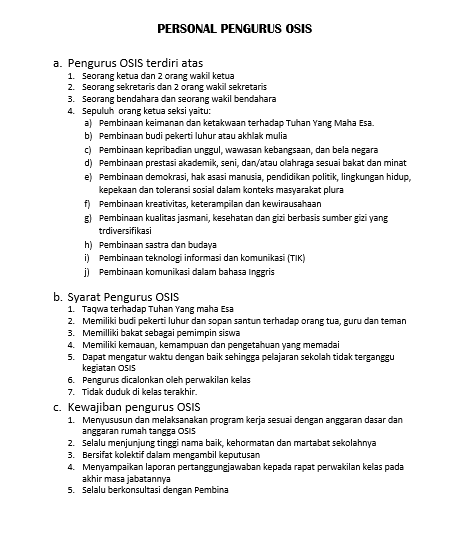 PERSONAL PENGURUS OSIS
a. Pengurus OSIS terdiri atas
1. Seorang ketua dan 2 orang wakil ketua
2. Seorang sekretaris dan 2 orang wakil sekretaris
3. Seorang bendahara dan seorang wakil bendahara
4. Sepuluh orang ketua seksi yaitu:
a) Pembinaan keimanan dan ketakwaan terhadap Tuhan Yang Maha Esa.
b) Pembinaan budi pekerti luhur atau akhlak mulia
c) Pembinaan kepribadian unggul, wawasan kebangsaan, dan bela negara
d) Pembinaan prestasi akademik, seni, dan/atau olahraga sesuai bakat dan minat
e) Pembinaan demokrasi, hak asasi manusia, pendidikan politik, lingkungan hidup,
kepekaan dan toleransi sosial dalam konteks masyarakat plura
f) Pembinaan kreativitas, keterampilan dan kewirausahaan
g) Pembinaan kualitas jasmani, kesehatan dan gizi berbasis sumber gizi yang
trdiversifikasi
h) Pembinaan sastra dan budaya
i) Pembinaan teknologi informasi dan komunikasi (TIK)
j) Pembinaan komunikasi dalam bahasa Inggris
b. Syarat Pengurus OSIS
1. Taqwa terhadap Tuhan Yang maha Esa
2. Memiliki budi pekerti luhur dan sopan santun terhadap orang tua, guru dan teman
3. Memilliki bakat sebagai pemimpin siswa
4. Memiliki kemauan, kemampuan dan pengetahuan yang memadai
5. Dapat mengatur waktu dengan baik sehingga pelajaran sekolah tidak terganggu
kegiatan OSIS
6. Pengurus dicalonkan oleh perwakilan kelas
7. Tidak duduk di kelas terakhir.
c. Kewajiban pengurus OSIS
1. Menyususun dan melaksanakan program kerja sesuai dengan anggaran dasar dan
anggaran rumah tangga OSIS
2. Selalu menjunjung tinggi nama baik, kehormatan dan martabat sekolahnya
3. Bersifat kolektif dalam mengambil keputusan
4. Menyampaikan laporan pertanggungjawaban kepada rapat perwakilan kelas pada
akhir masa jabatannya
5. Selalu berkonsultasi dengan Pembina